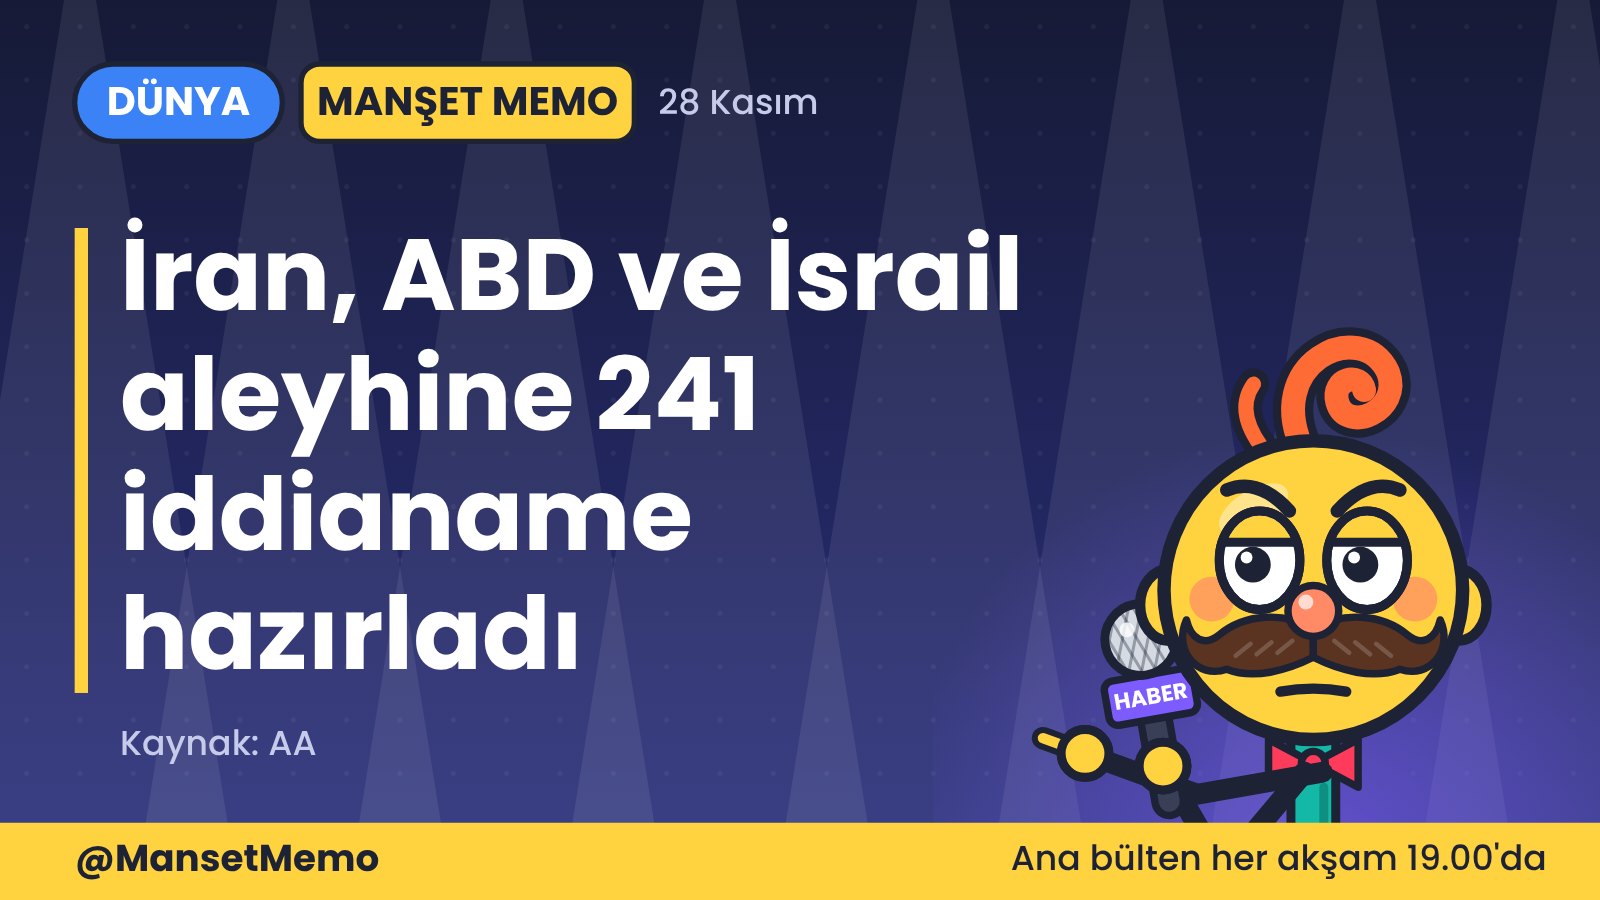 DÜNYA MANŞET MEMO 28 Kasım
İran, ABD ve İsrail
aleyhine 241
iddianame
hazırladı
Kaynak: AA
HABER
@MansetMemo Ana bülten her akşam 19.00'da